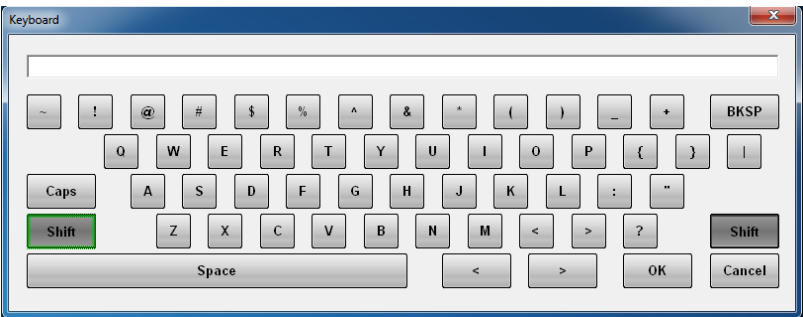 Keyboard
~ ! @ # $ % ^ & * ( ) _ + BKSP
Q W E R T Y U I O P { } |
Caps A S D F G H J K L : "
Shift Z X C V B N M < > ? Shift
Space < > OK Cancel